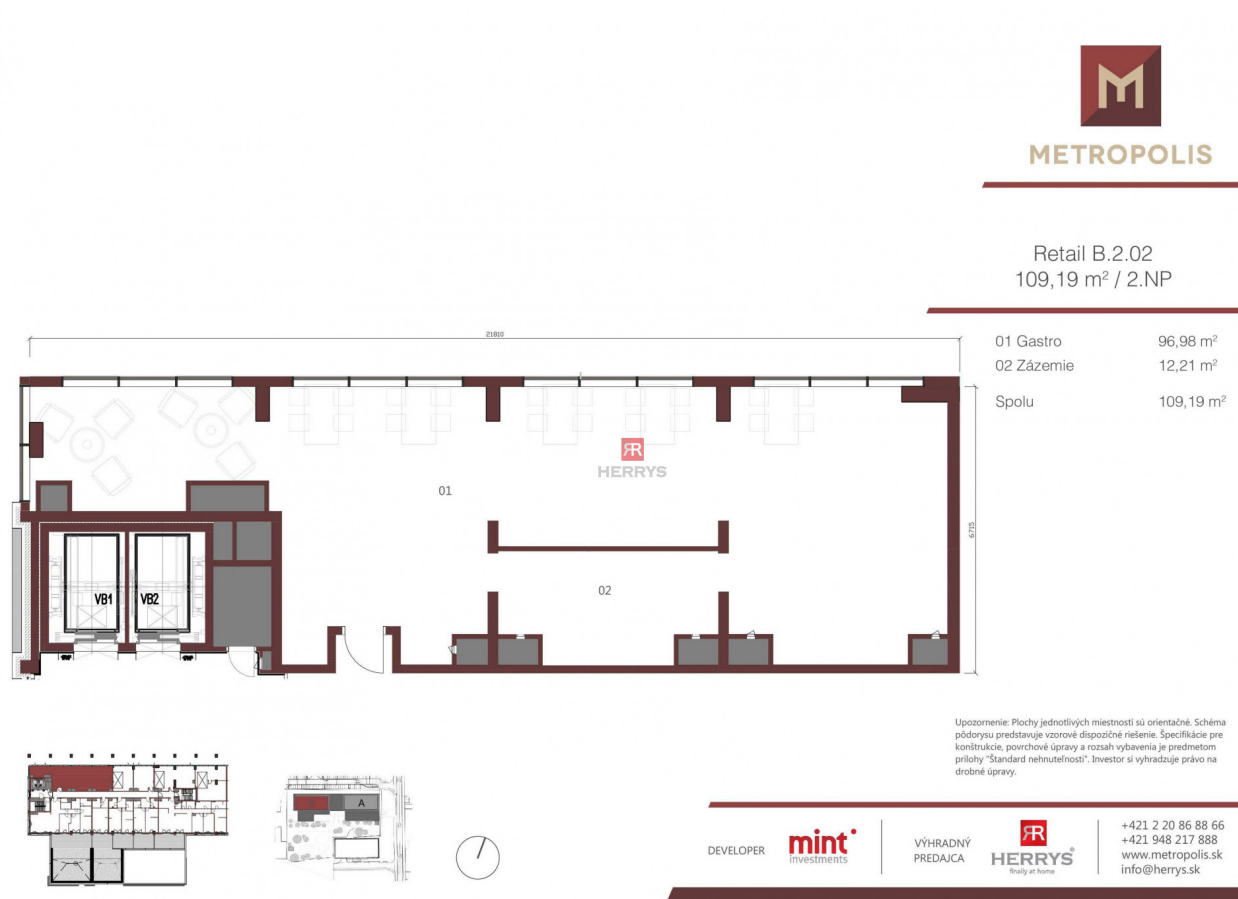 METROPOLIS
Retail B.2.02
109,19 m² / 2.NP
01 Gastro 96,98 m²
02 Zázemie 12,21 m²
Spolu 109,19 m²
21810
HERRYS
01
6715
02
VB1 VB2
Upozornenie: Plochy jednotlivých miestností sú orientačné. Schéma
pôdorysu predstavuje vzorové dispozičné riešenie. Špecifikácie pre
konštrukcie, povrchové úpravy a rozsah vybavenia je predmetom
prílohy "Štandard nehnuteľnosti". Investor si vyhradzuje právo na
drobné úpravy.
A
DEVELOPER
mint
investments
VÝHRADNÝ
PREDAJCA
HERRYS
finally at home
+421 2 20 86 88 66
+421 948 217 888
www.metropolis.sk
info@herrys.sk